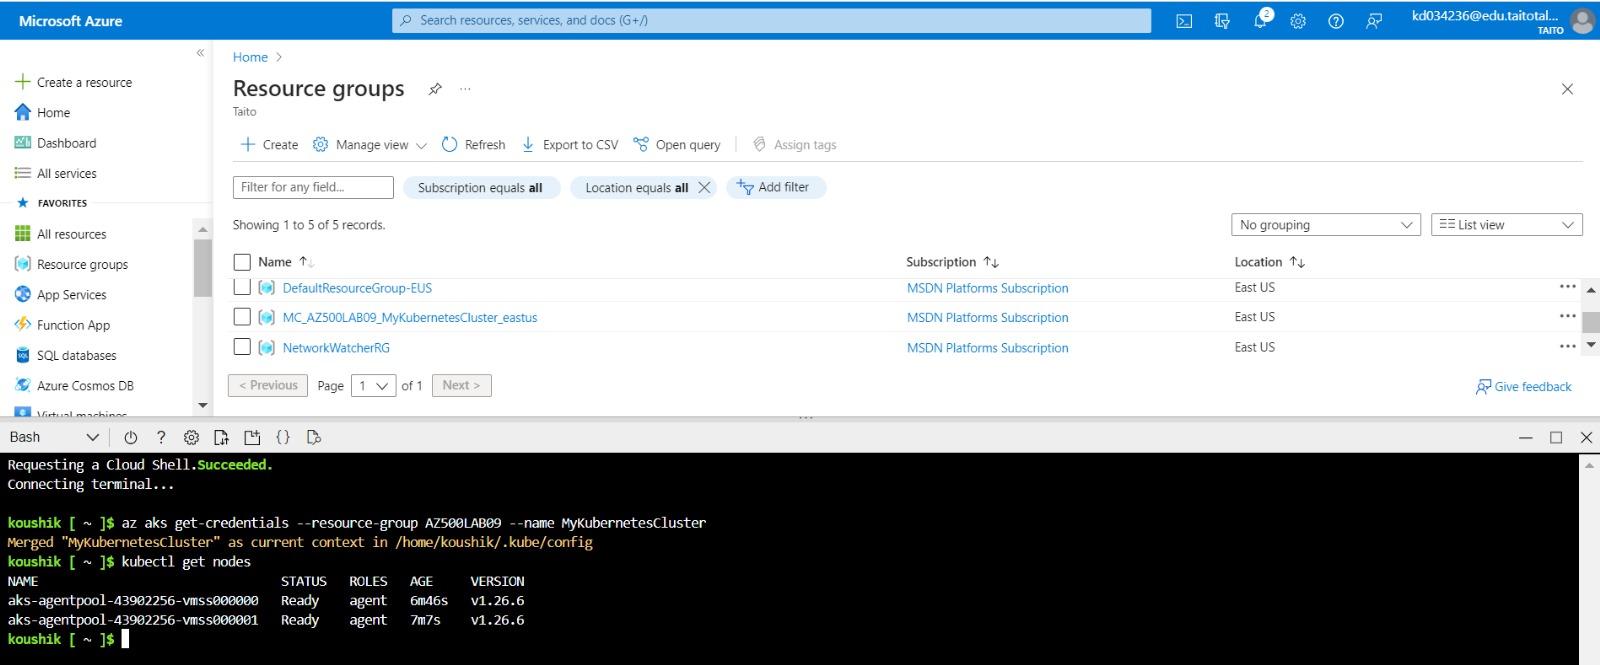 Microsoft Azure
Search resources, services, and docs (G+/)
2
kd034236@edu.taitotal...
TAITO
Create a resource
Home
Dashboard
All services
FAVORITES
All resources
Resource groups
App Services
Function App
SQL databases
Azure Cosmos DB
Virtual machines
Home >
Resource groups ...
Taito
Create Manage view Refresh Export to CSV Open query Assign tags
Filter for any field... Subscription equals all Location equals all Add filter
Showing 1 to 5 of 5 records.
No grouping List view
Name Subscription Location
DefaultResourceGroup-EUS MSDN Platforms Subscription East US ...
MC_AZ500LAB09_MyKubernetesCluster_eastus MSDN Platforms Subscription East US ...
NetworkWatcherRG MSDN Platforms Subscription East US ...
< Previous Page 1 of 1 Next >
Give feedback
Bash ? {}
Requesting a Cloud Shell.Succeeded.
Connecting terminal...
koushik [ ~ ]$ az aks get-credentials --resource-group AZ500LAB09 --name MyKubernetesCluster
Merged "MyKubernetesCluster" as current context in /home/koushik/.kube/config
koushik [ ~ ]$ kubectl get nodes
NAME STATUS ROLES AGE VERSION
aks-agentpool-43902256-vmss000000 Ready agent 6m46s v1.26.6
aks-agentpool-43902256-vmss000001 Ready agent 7m7s v1.26.6
koushik [ ~ ]$